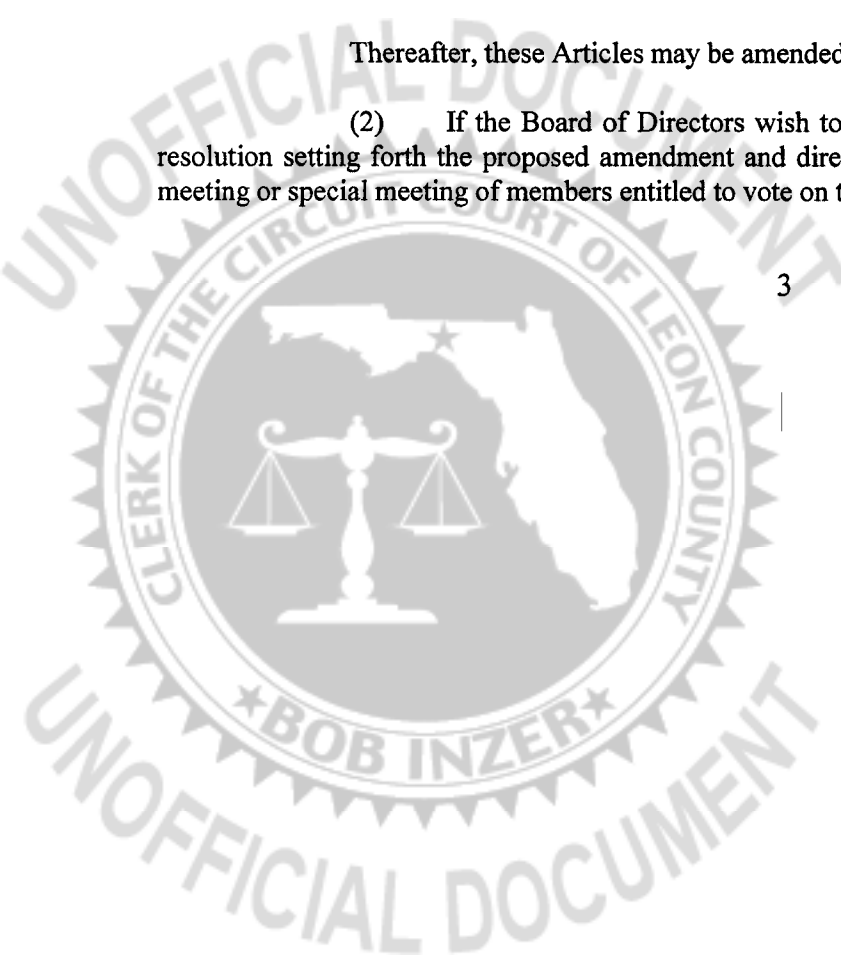 UNOFFICIAL DOCUMENT
Thereafter, these Articles may be amended
(2) If the Board of Directors wish to
resolution setting forth the proposed amendment and dire
meeting or special meeting of members entitled to vote on t
3
CLERK OF THE CIRCUIT COURT OF LEON COUNTY
BOB INZER
UNOFFICIAL DOCUMENT